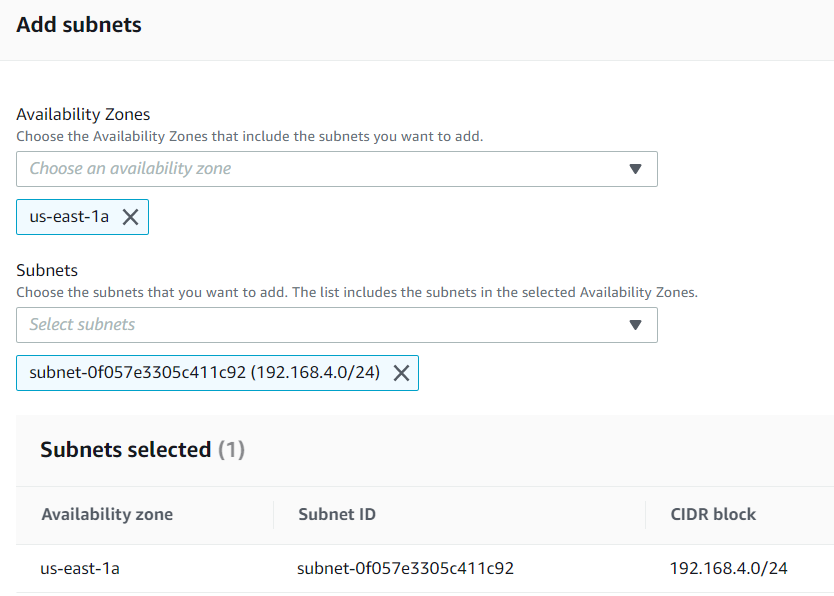 Add subnets
Availability Zones
Choose the Availability Zones that include the subnets you want to add.
Choose an availability zone
us-east-1a
Subnets
Choose the subnets that you want to add. The list includes the subnets in the selected Availability Zones.
Select subnets
subnet-0f057e3305c411c92 (192.168.4.0/24)
Subnets selected (1)
Availability zone Subnet ID CIDR block
us-east-1a subnet-0f057e3305c411c92 192.168.4.0/24